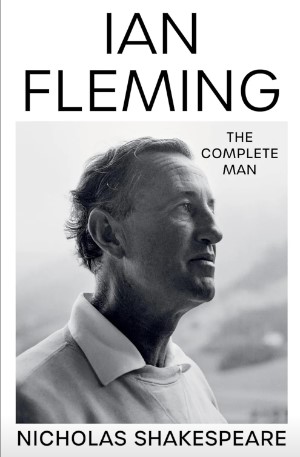 IAN
FLEMING
THE
COMPLETE
MAN
NICHOLAS SHAKESPEARE